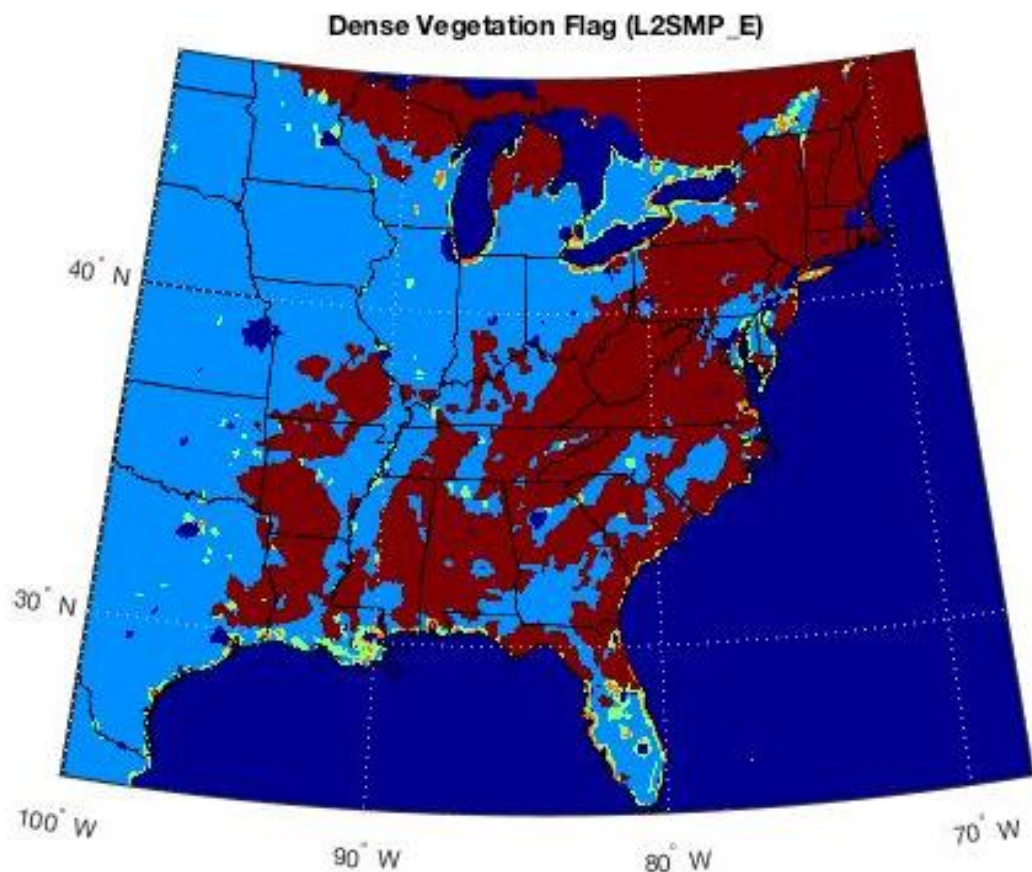 Dense Vegetation Flag (L2SMP_E)
40° N
30° N
100° W
90° W
80° W
70° W